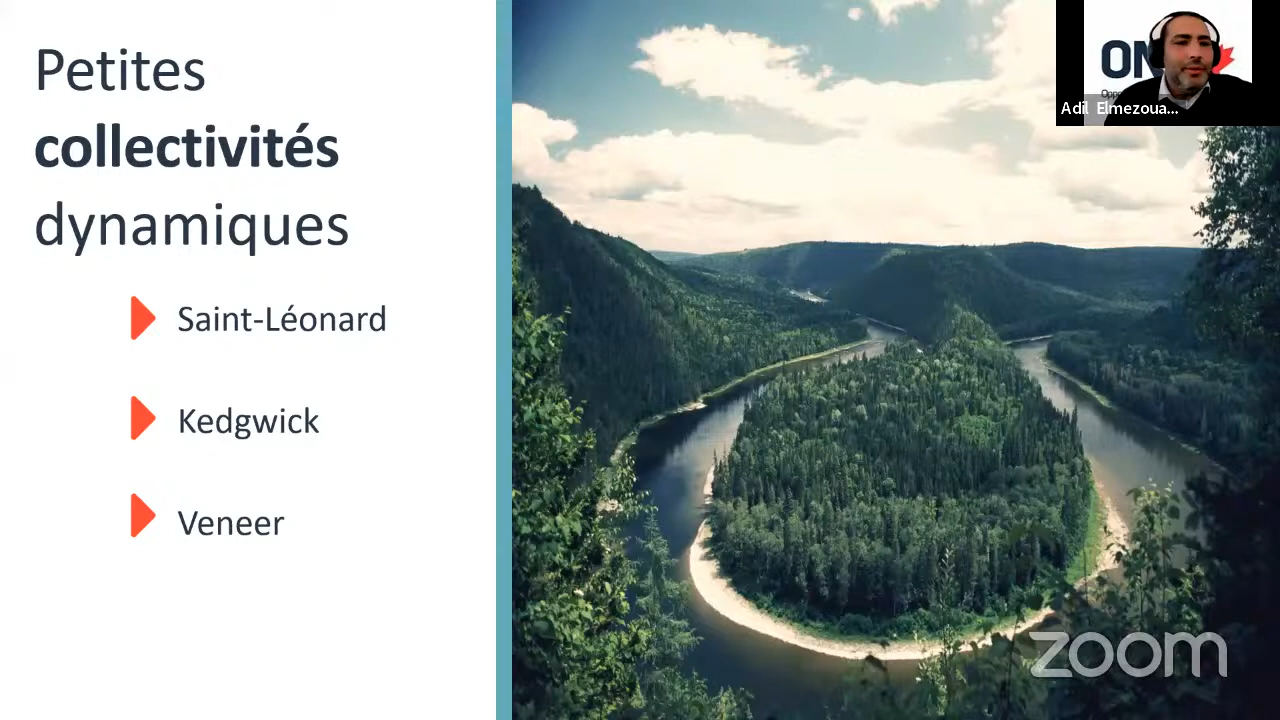 Petites
collectivités
dynamiques
Saint-Léonard
Kedgwick
Veneer
ON
Adil Elmezoua...
zoom